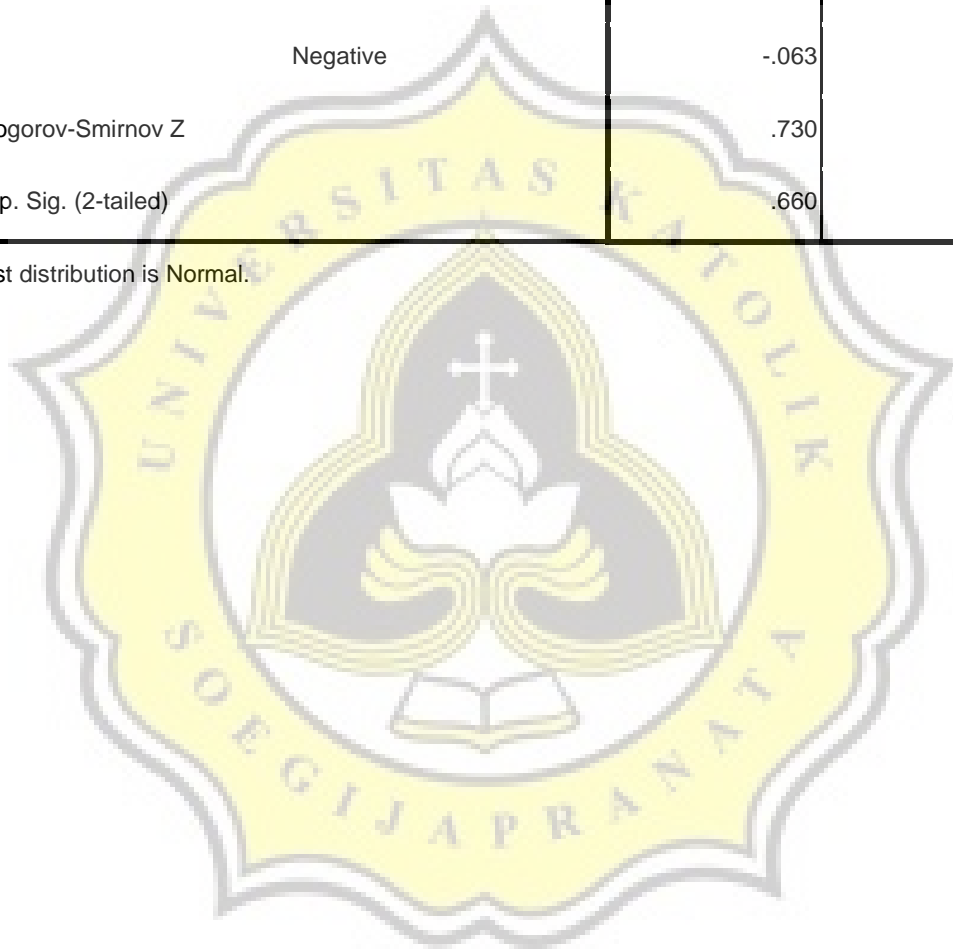 Negative -.063
ogorov-Smirnov Z .730
p. Sig. (2-tailed) .660
st distribution is Normal.
UNIVERSITAS KATOLIK
SOEGIJAPRANATA